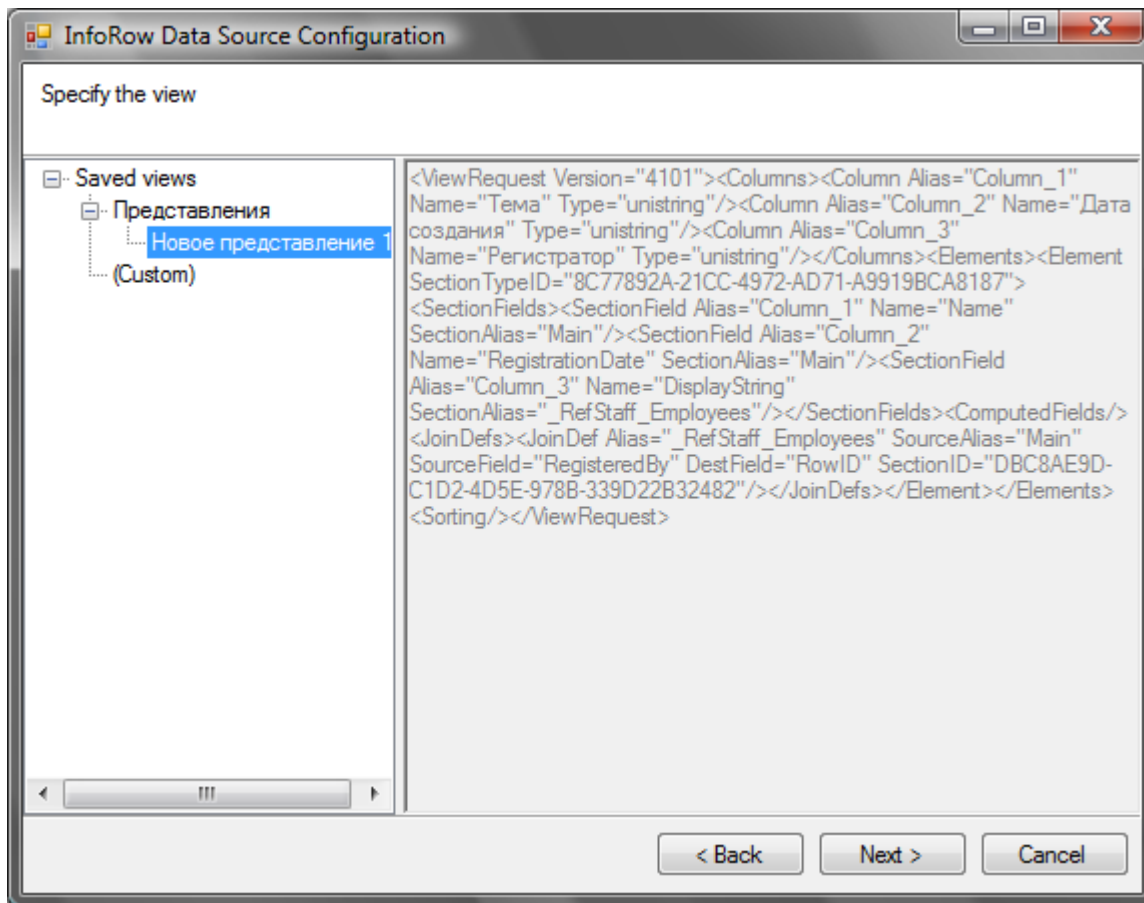 InfoRow Data Source Configuration
Specify the view
Saved views
Представления
Новое представление 1
(Custom)
<ViewRequest Version="4101"><Columns><Column Alias="Column_1"
Name="Тема" Type="unistring"/><Column Alias="Column_2" Name="Дата
создания" Type="unistring"/><Column Alias="Column_3"
Name="Регистратор" Type="unistring"/></Columns><Elements><Element
SectionTypeID="8C77892A-21CC-4972-AD71-A9919BCA8187">
<SectionFields><SectionField Alias="Column_1" Name="Name"
SectionAlias="Main"/><SectionField Alias="Column_2"
Name="RegistrationDate" SectionAlias="Main"/><SectionField
Alias="Column_3" Name="DisplayString"
SectionAlias="_RefStaff_Employees"/></SectionFields><ComputedFields/>
<JoinDefs><JoinDef Alias="_RefStaff_Employees" SourceAlias="Main"
SourceField="RegisteredBy" DestField="RowID" SectionID="DBC8AE9D-
C1D2-4D5E-978B-339D22B32482"/></JoinDefs></Element></Elements>
<Sorting/></ViewRequest>
< Back
Next >
Cancel